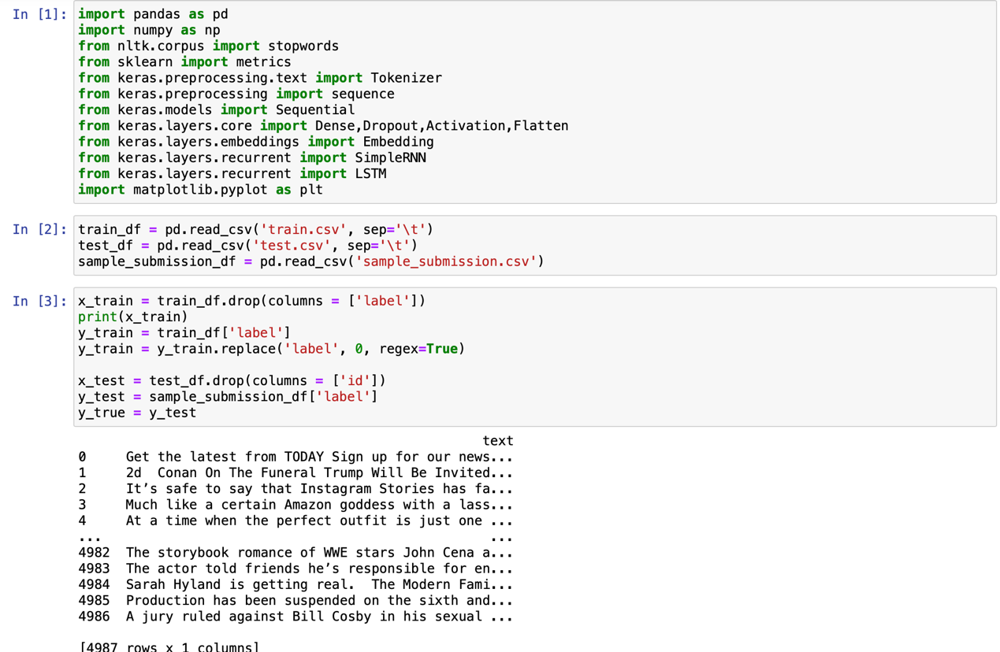 In [1]: import pandas as pd
import numpy as np
from nltk.corpus import stopwords
from sklearn import metrics
from keras.preprocessing.text import Tokenizer
from keras.preprocessing import sequence
from keras.models import Sequential
from keras.layers.core import Dense,Dropout,Activation,Flatten
from keras.layers.embeddings import Embedding
from keras.layers.recurrent import SimpleRNN
from keras.layers.recurrent import LSTM
import matplotlib.pyplot as plt
In [2]: train_df = pd.read_csv('train.csv', sep='\t')
test_df = pd.read_csv('test.csv', sep='\t')
sample_submission_df = pd.read_csv('sample_submission.csv')
In [3]: x_train = train_df.drop(columns = ['label'])
print(x_train)
y_train = train_df['label']
y_train = y_train.replace('label', 0, regex=True)
x_test = test_df.drop(columns = ['id'])
y_test = sample_submission_df['label']
y_true = y_test
text
0 Get the latest from TODAY Sign up for our news...
1 2d  Conan On The Funeral Trump Will Be Invited...
2 It’s safe to say that Instagram Stories has fa...
3 Much like a certain Amazon goddess with a lass...
4 At a time when the perfect outfit is just one ...
... ...
4982 The storybook romance of WWE stars John Cena a...
4983 The actor told friends he’s responsible for en...
4984 Sarah Hyland is getting real.  The Modern Fami...
4985 Production has been suspended on the sixth and...
4986 A jury ruled against Bill Cosby in his sexual ...
[4987 rows x 1 columns]